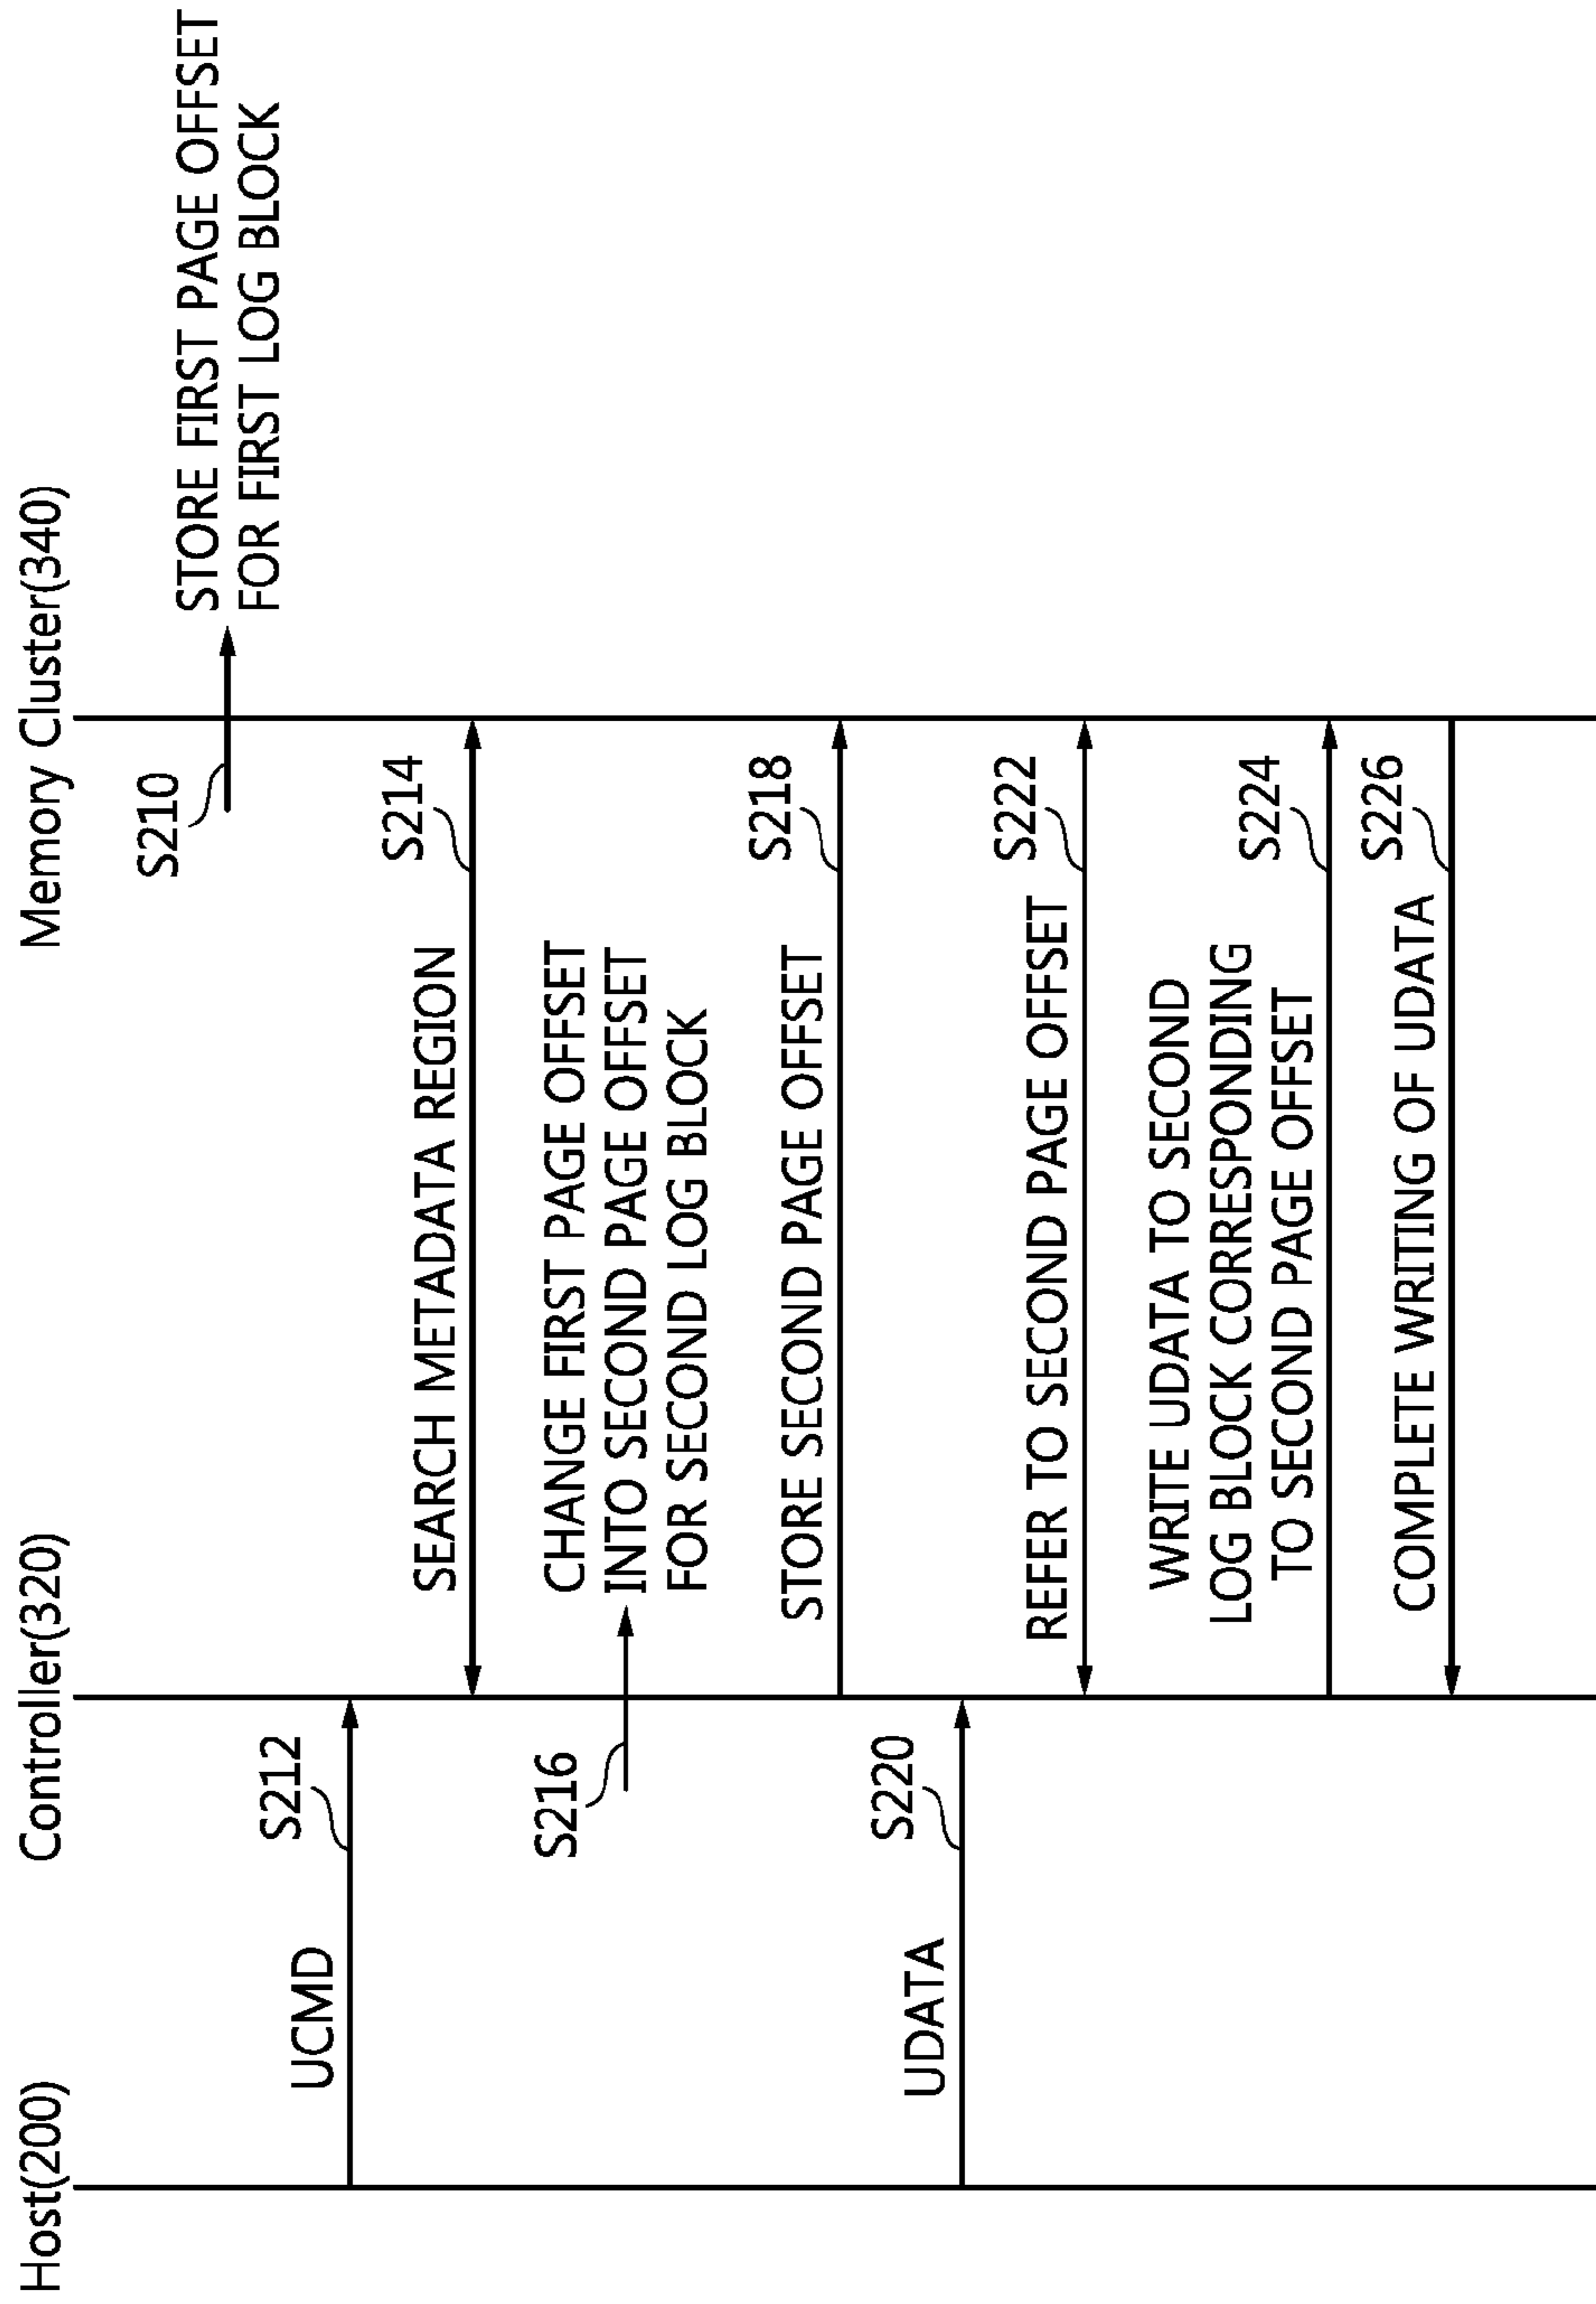 Host(200)
Controller(320)
Memory Cluster(340)
S210
STORE FIRST PAGE OFFSET
FOR FIRST LOG BLOCK
UCMD
S212
SEARCH METADATA REGION
S214
S216
CHANGE FIRST PAGE OFFSET
INTO SECOND PAGE OFFSET
FOR SECOND LOG BLOCK
STORE SECOND PAGE OFFSET
S218
UDATA
S220
REFER TO SECOND PAGE OFFSET
S222
WRITE UDATA TO SECOND
LOG BLOCK CORRESPONDING
TO SECOND PAGE OFFSET
S224
COMPLETE WRITING OF UDATA
S226